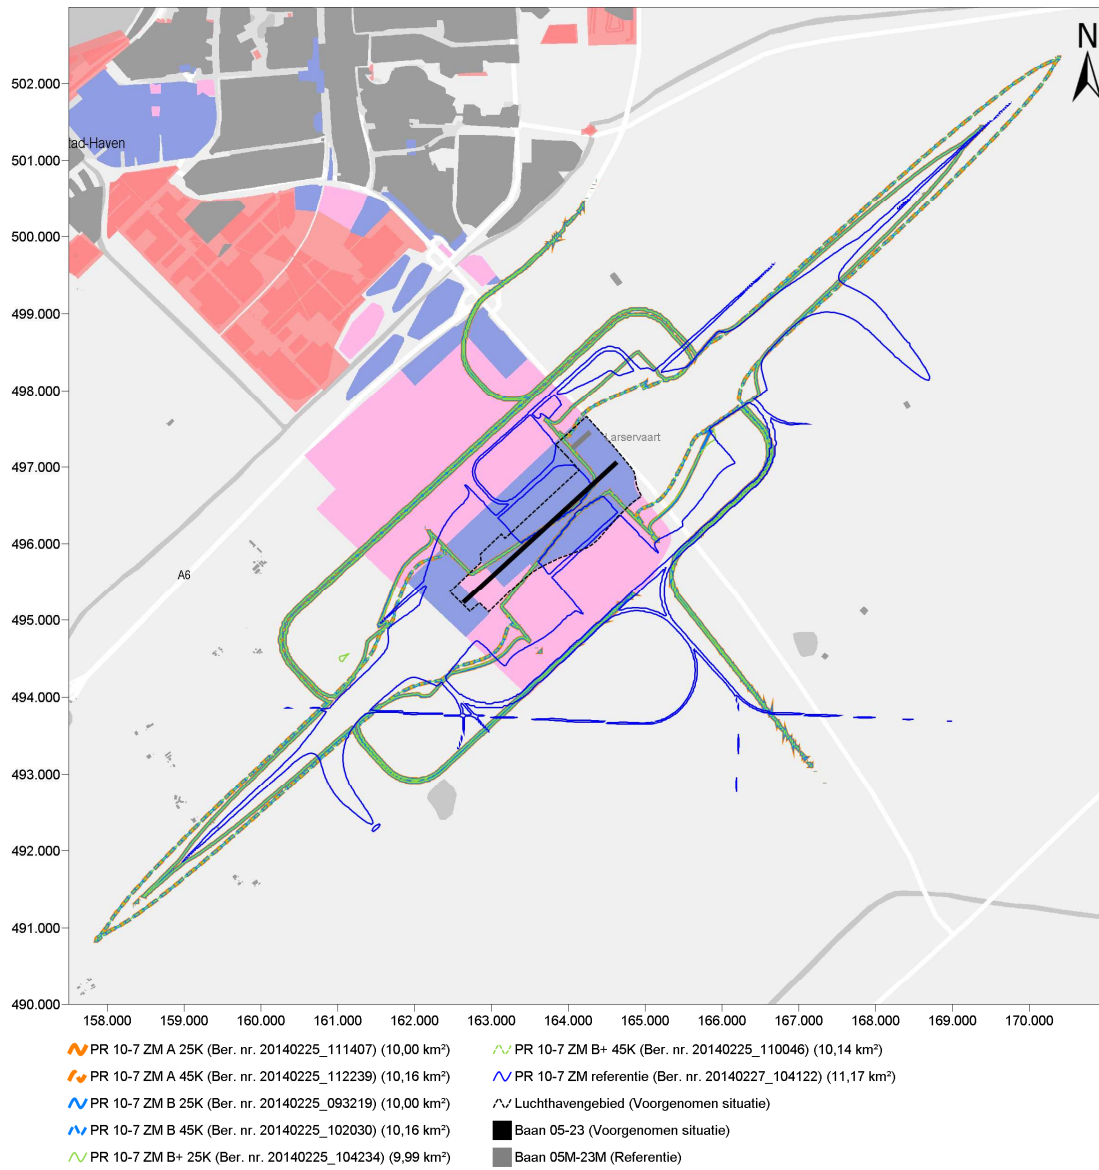 N
502.000
tad-Haven
501.000
500.000
499.000
498.000
Larservaart
497.000
496.000
A6
495.000
494.000
493.000
492.000
491.000
490.000
158.000 159.000 160.000 161.000 162.000 163.000 164.000 165.000 166.000 167.000 168.000 169.000 170.000
PR 10-7 ZM A 25K (Ber. nr. 20140225_111407) (10,00 km²)
PR 10-7 ZM A 45K (Ber. nr. 20140225_112239) (10,16 km²)
PR 10-7 ZM B 25K (Ber. nr. 20140225_093219) (10,00 km²)
PR 10-7 ZM B 45K (Ber. nr. 20140225_102030) (10,16 km²)
PR 10-7 ZM B+ 25K (Ber. nr. 20140225_104234) (9,99 km²)
PR 10-7 ZM B+ 45K (Ber. nr. 20140225_110046) (10,14 km²)
PR 10-7 ZM referentie (Ber. nr. 20140227_104122) (11,17 km²)
Luchthavengebied (Voorgenomen situatie)
Baan 05-23 (Voorgenomen situatie)
Baan 05M-23M (Referentie)